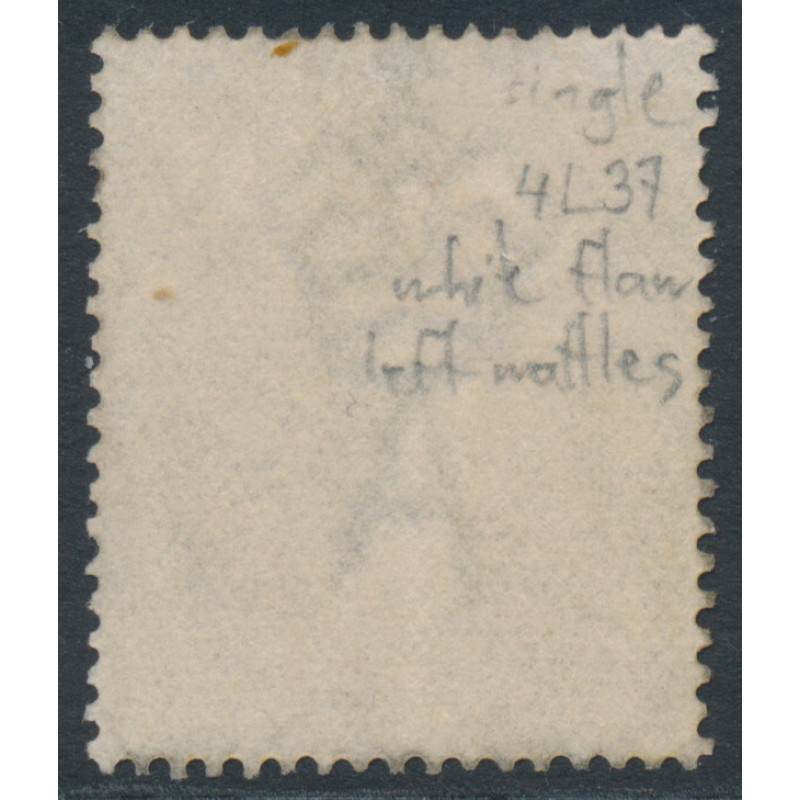 single
4L37
white flaw
left wattles